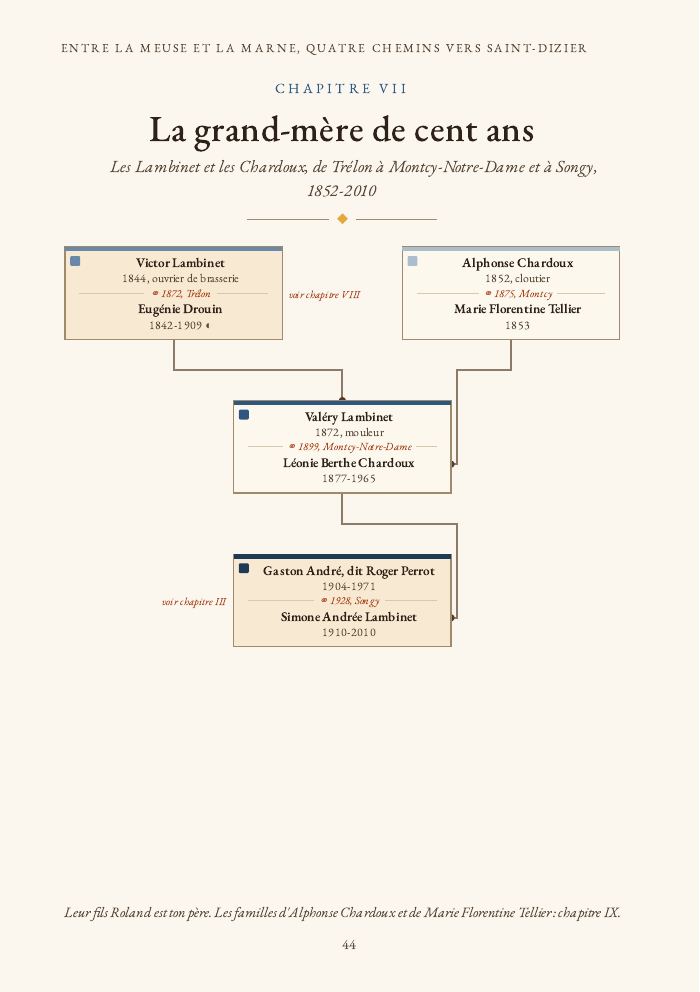 ENTRE LA MEUSE ET LA MARNE, QUATRE CHEMINS VERS SAINT-DIZIER
CHAPITRE VII
La grand-mère de cent ans
Les Lambinet et les Chardoux, de Trélon à Montcy-Notre-Dame et à Songy,
1852-2010
Victor Lambinet
1844, ouvrier de brasserie
⚭ 1872, Trélon
Eugénie Drouin
1842-1909
voir chapitre VIII
Alphonse Chardoux
1852, cloutier
⚭ 1875, Montcy
Marie Florentine Tellier
1853
Valéry Lambinet
1872, mouleur
⚭ 1899, Montcy-Notre-Dame
Léonie Berthe Chardoux
1877-1965
voir chapitre III
Gaston André, dit Roger Perrot
1904-1971
⚭ 1928, Songy
Simone Andrée Lambinet
1910-2010
Leur fils Roland est ton père. Les familles d'Alphonse Chardoux et de Marie Florentine Tellier : chapitre IX.
44